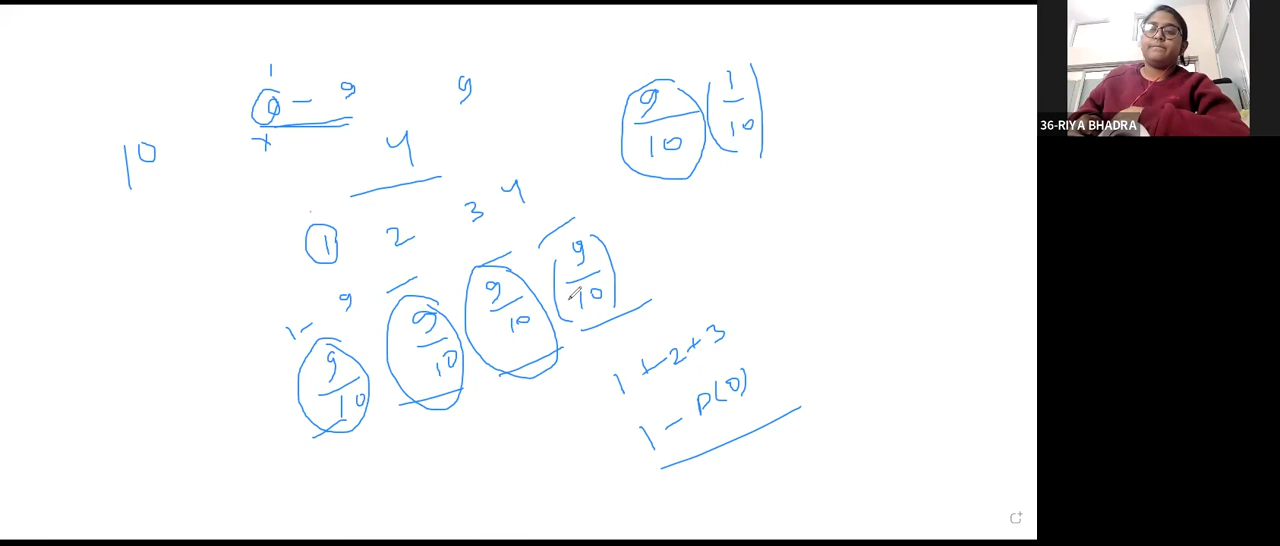 1
0 - 9 9
10
4
9/10 (1/10)
1 2 3 4
1 - 9/10 9/10 9/10 (9/10)
9
1 + 2 + 3
1 - P(0)
36-RIYA BHADRA